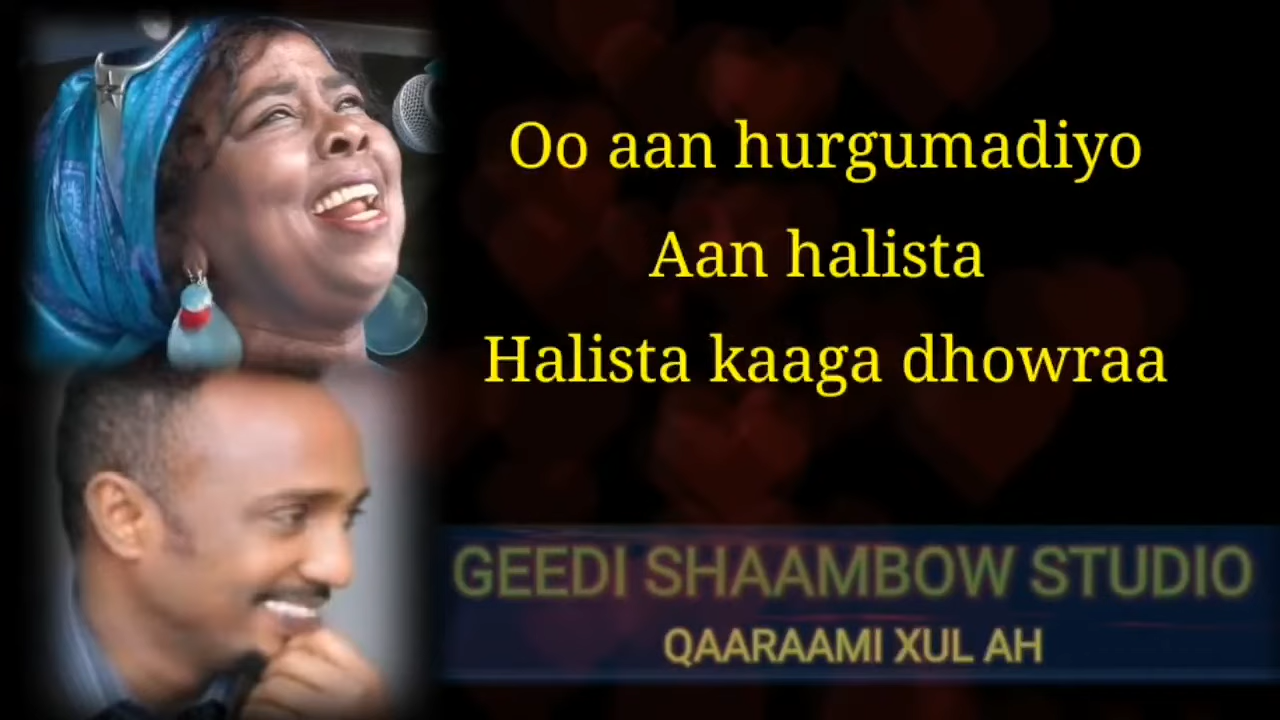 Oo aan hurgumadiyo
Aan halista
Halista kaaga dhowraa
GEEDI SHAAMBOW STUDIO
QAARAAMI XUL AH